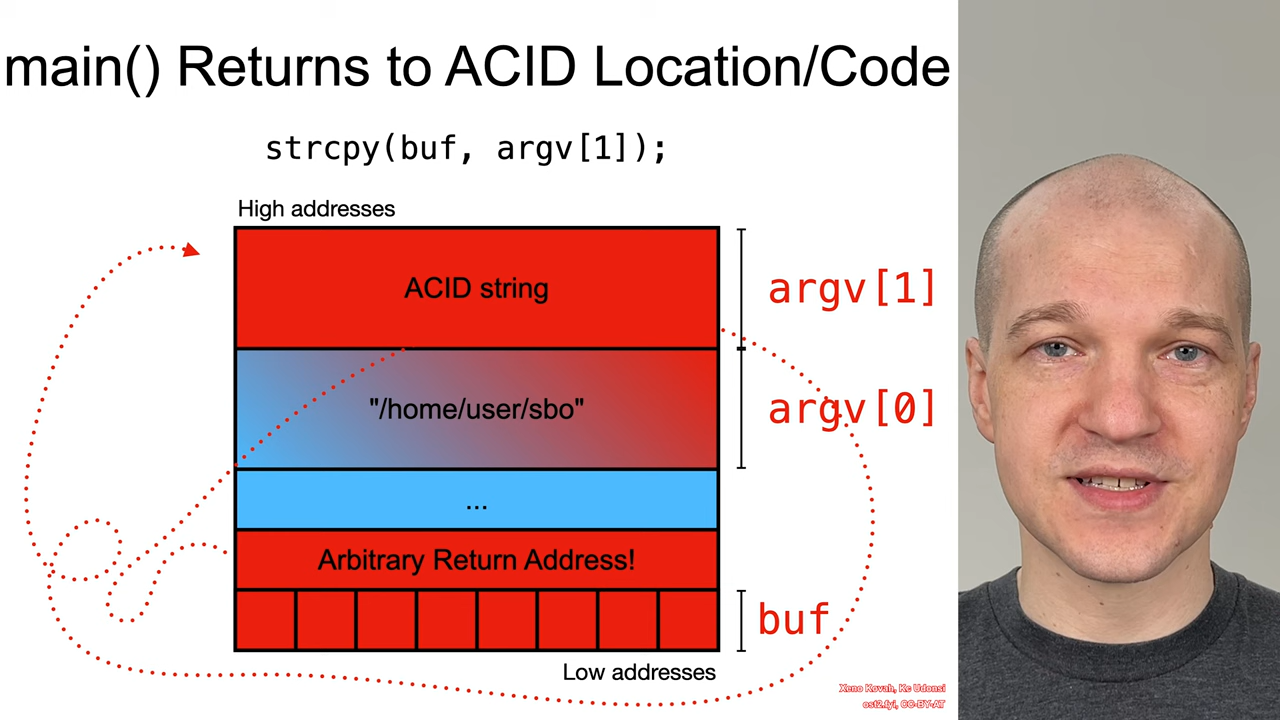 main() Returns to ACID Location/Code
strcpy(buf, argv[1]);
High addresses
ACID string
argv[1]
"/home/user/sbo"
argv[0]
...
Arbitrary Return Address!
buf
Low addresses
Xeno Kovah, Kc Udonsi
ost2.fyi, CC-BY-AT